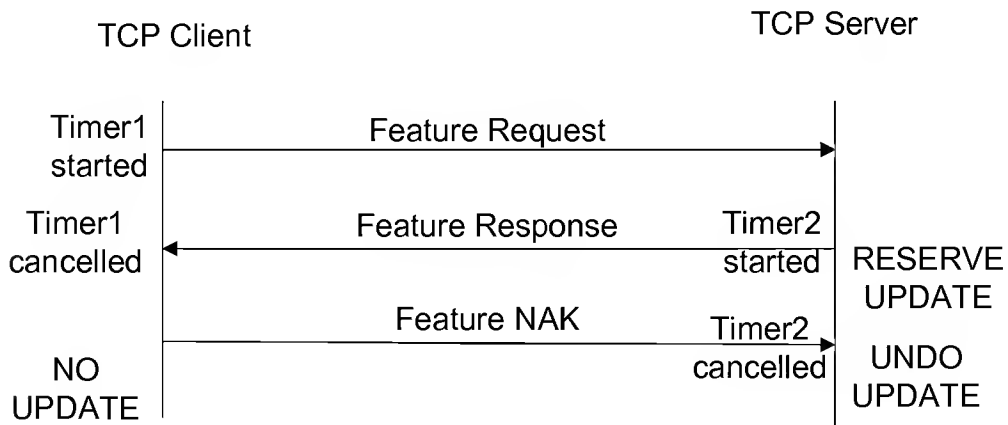 TCP Client
TCP Server
Timer1
started
Feature Request
Timer1
cancelled
Feature Response
Timer2
started
RESERVE
UPDATE
Feature NAK
Timer2
cancelled
NO
UPDATE
UNDO
UPDATE